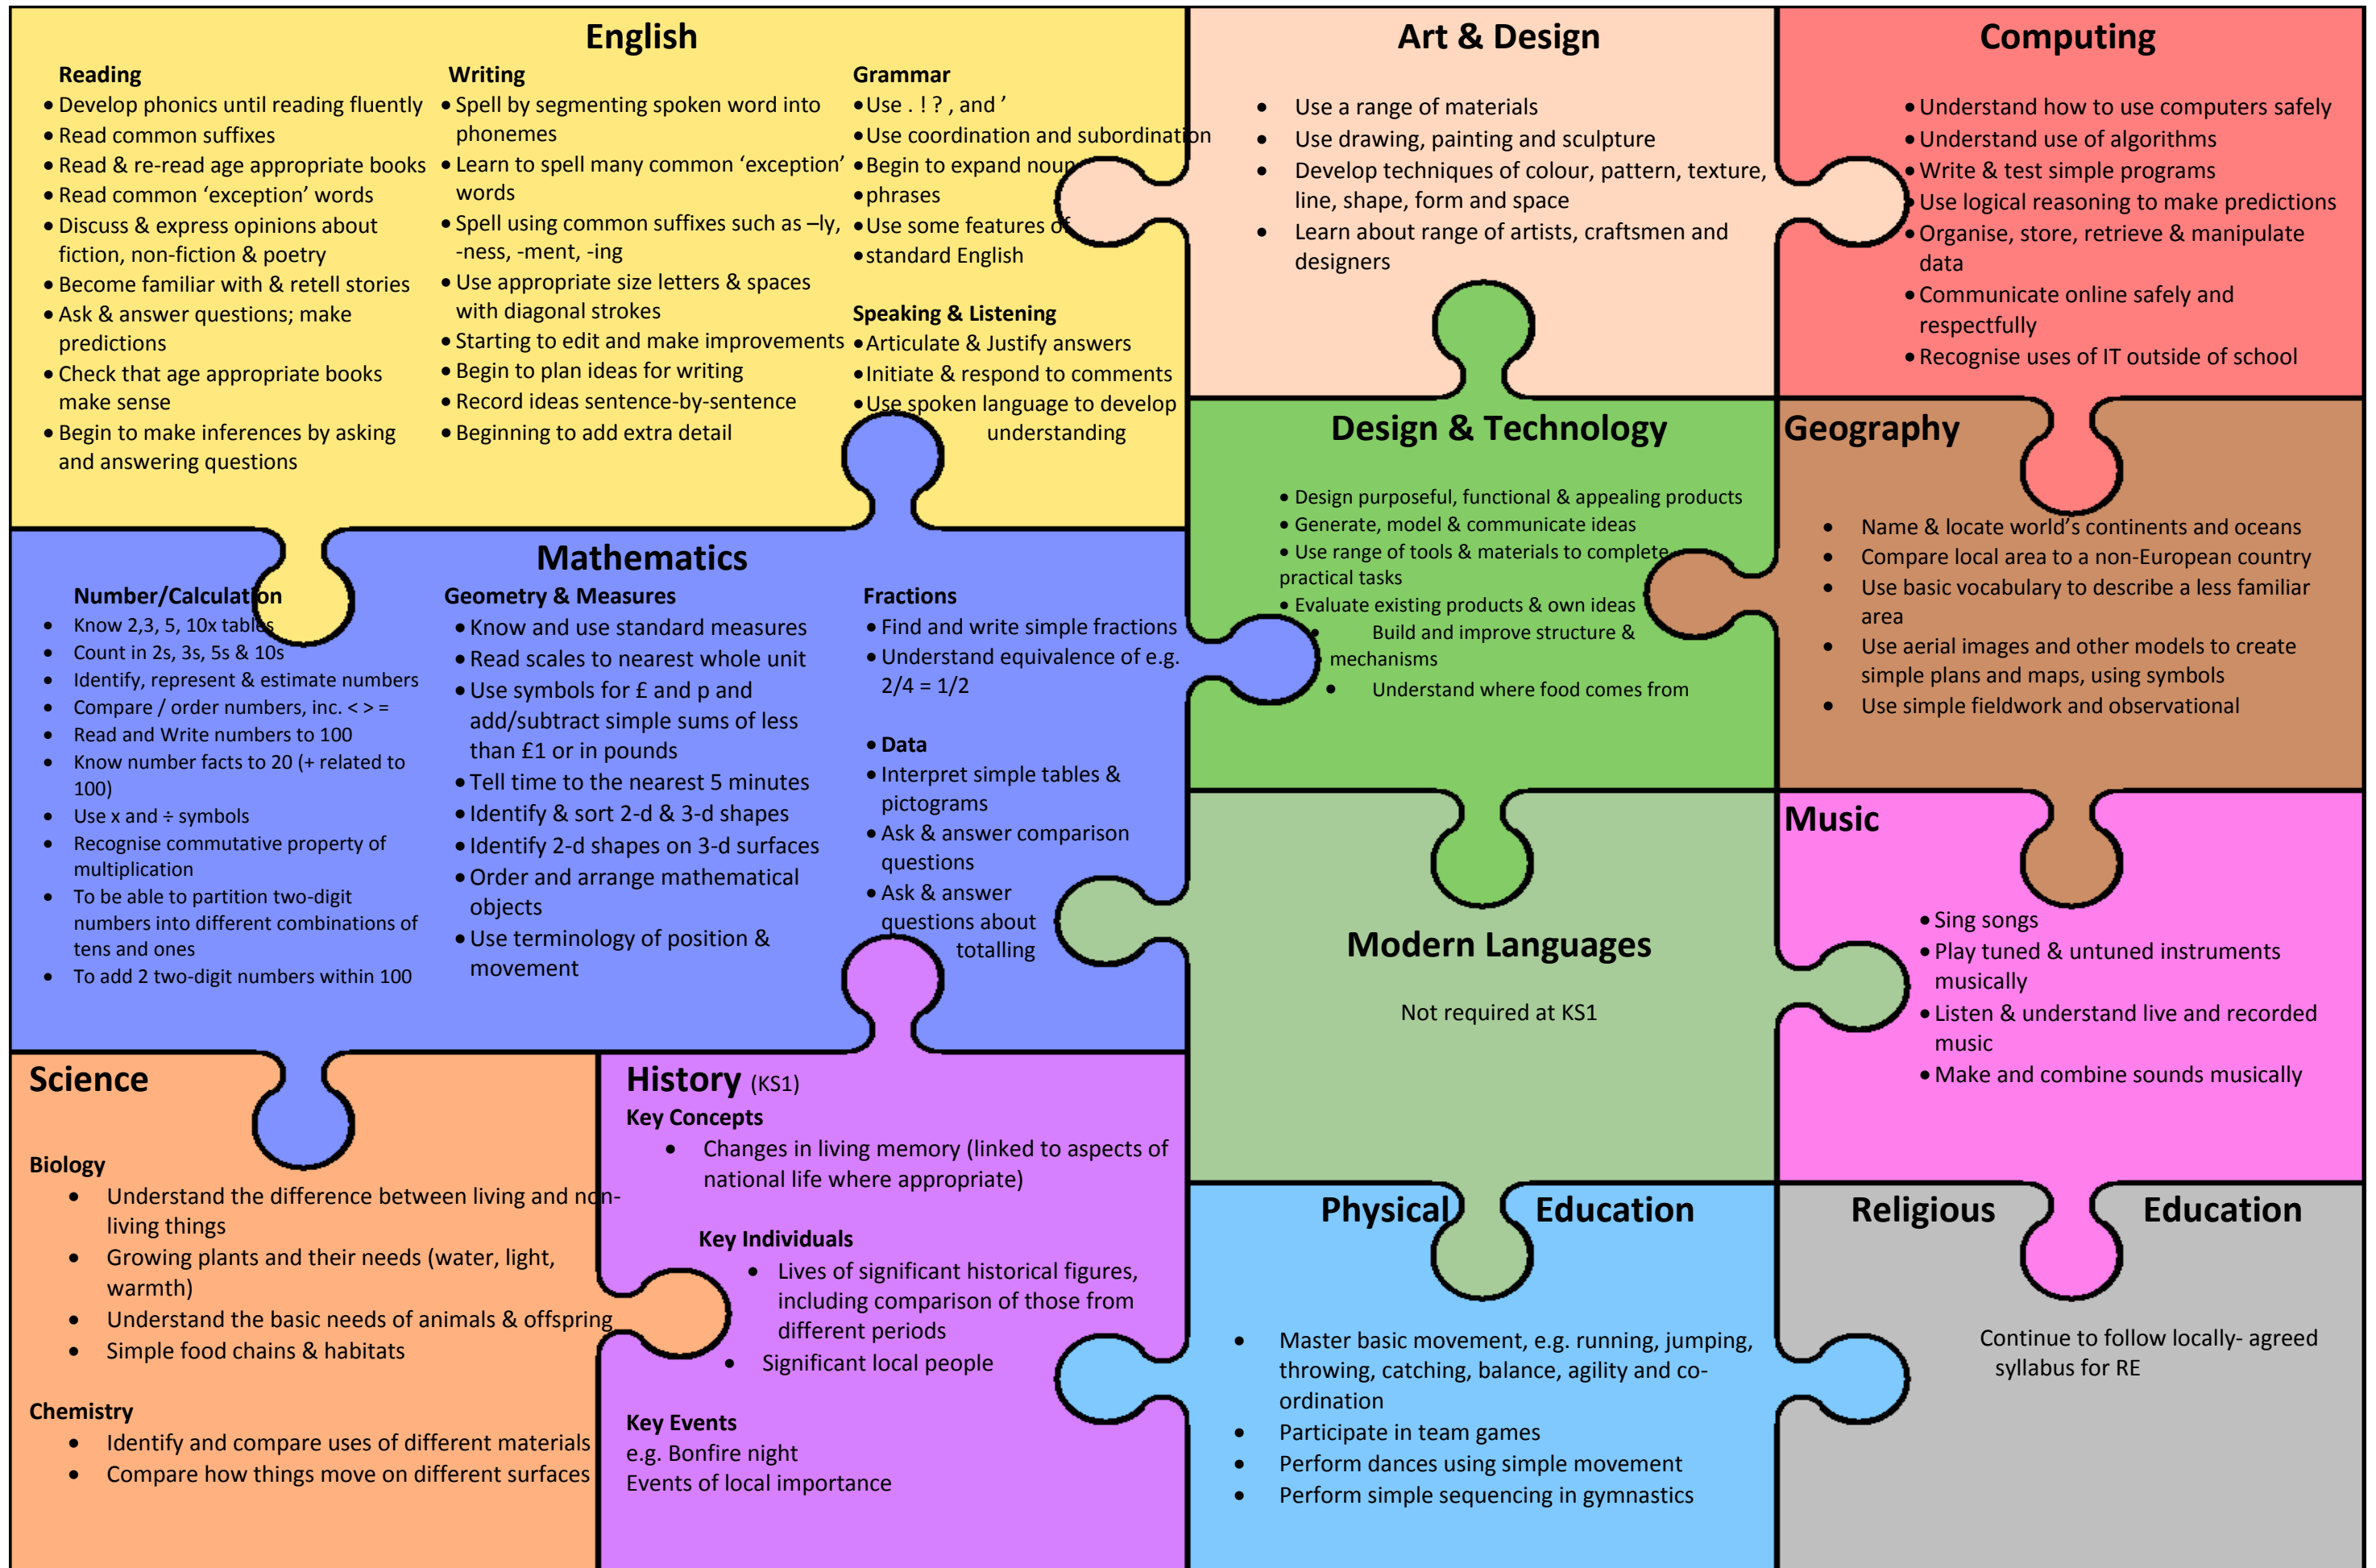 English
Reading
• Develop phonics until reading fluently
• Read common suffixes
• Read & re-read age appropriate books
• Read common ‘exception’ words
• Discuss & express opinions about
fiction, non-fiction & poetry
• Become familiar with & retell stories
• Ask & answer questions; make
predictions
• Check that age appropriate books
make sense
• Begin to make inferences by asking
and answering questions
Writing
• Spell by segmenting spoken word into
phonemes
• Learn to spell many common ‘exception’
words
• Spell using common suffixes such as –ly,
-ness, -ment, -ing
• Use appropriate size letters & spaces
with diagonal strokes
• Starting to edit and make improvements
• Begin to plan ideas for writing
• Record ideas sentence-by-sentence
• Beginning to add extra detail
Grammar
• Use . ! ? , and ’
• Use coordination and subordination
• Begin to expand noun
• phrases
• Use some features of
• standard English
Speaking & Listening
• Articulate & Justify answers
• Initiate & respond to comments
• Use spoken language to develop
understanding
Art & Design
• Use a range of materials
• Use drawing, painting and sculpture
• Develop techniques of colour, pattern, texture,
line, shape, form and space
• Learn about range of artists, craftsmen and
designers
Computing
• Understand how to use computers safely
• Understand use of algorithms
• Write & test simple programs
• Use logical reasoning to make predictions
• Organise, store, retrieve & manipulate
data
• Communicate online safely and
respectfully
• Recognise uses of IT outside of school
Mathematics
Number/Calculation
• Know 2,3, 5, 10x tables
• Count in 2s, 3s, 5s & 10s
• Identify, represent & estimate numbers
• Compare / order numbers, inc. < > =
• Read and Write numbers to 100
• Know number facts to 20 (+ related to
100)
• Use x and ÷ symbols
• Recognise commutative property of
multiplication
• To be able to partition two-digit
numbers into different combinations of
tens and ones
• To add 2 two-digit numbers within 100
Geometry & Measures
• Know and use standard measures
• Read scales to nearest whole unit
• Use symbols for £ and p and
add/subtract simple sums of less
than £1 or in pounds
• Tell time to the nearest 5 minutes
• Identify & sort 2-d & 3-d shapes
• Identify 2-d shapes on 3-d surfaces
• Order and arrange mathematical
objects
• Use terminology of position &
movement
Fractions
• Find and write simple fractions
• Understand equivalence of e.g.
2/4 = 1/2
• Data
• Interpret simple tables &
pictograms
• Ask & answer comparison
questions
• Ask & answer
questions about
totalling
Design & Technology
• Design purposeful, functional & appealing products
• Generate, model & communicate ideas
• Use range of tools & materials to complete
practical tasks
• Evaluate existing products & own ideas
• Build and improve structure &
mechanisms
• Understand where food comes from
Geography
• Name & locate world’s continents and oceans
• Compare local area to a non-European country
• Use basic vocabulary to describe a less familiar
area
• Use aerial images and other models to create
simple plans and maps, using symbols
• Use simple fieldwork and observational
Modern Languages
Not required at KS1
Music
• Sing songs
• Play tuned & untuned instruments
musically
• Listen & understand live and recorded
music
• Make and combine sounds musically
Science
Biology
• Understand the difference between living and non-
living things
• Growing plants and their needs (water, light,
warmth)
• Understand the basic needs of animals & offspring
• Simple food chains & habitats
Chemistry
• Identify and compare uses of different materials
• Compare how things move on different surfaces
History (KS1)
Key Concepts
• Changes in living memory (linked to aspects of
national life where appropriate)
Key Individuals
• Lives of significant historical figures,
including comparison of those from
different periods
• Significant local people
Key Events
e.g. Bonfire night
Events of local importance
Physical Education
• Master basic movement, e.g. running, jumping,
throwing, catching, balance, agility and co-
ordination
• Participate in team games
• Perform dances using simple movement
• Perform simple sequencing in gymnastics
Religious Education
Continue to follow locally- agreed
syllabus for RE